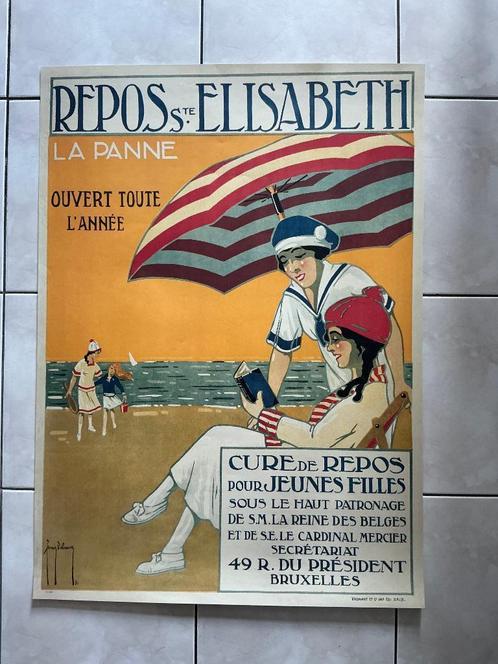 REPOS STE ELISABETH
LA PANNE
OUVERT TOUTE
L'ANNÉE
CURE DE REPOS
POUR JEUNES FILLES
SOUS LE HAUT PATRONAGE
DE S.M. LA REINE DES BELGES
ET DE S.E. LE CARDINAL MERCIER
SECRÉTARIAT
49 R. DU PRÉSIDENT
BRUXELLES